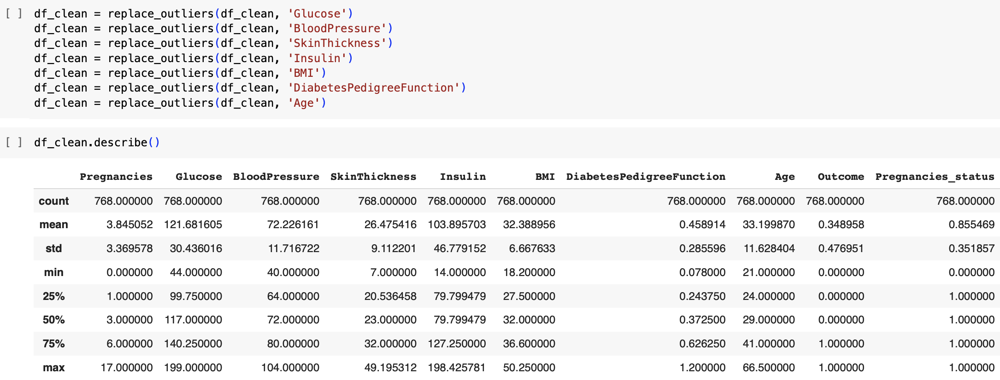 [ ] df_clean = replace_outliers(df_clean, 'Glucose')
df_clean = replace_outliers(df_clean, 'BloodPressure')
df_clean = replace_outliers(df_clean, 'SkinThickness')
df_clean = replace_outliers(df_clean, 'Insulin')
df_clean = replace_outliers(df_clean, 'BMI')
df_clean = replace_outliers(df_clean, 'DiabetesPedigreeFunction')
df_clean = replace_outliers(df_clean, 'Age')
[ ] df_clean.describe()
Pregnancies Glucose BloodPressure SkinThickness Insulin BMI DiabetesPedigreeFunction Age Outcome Pregnancies_status
count 768.000000 768.000000 768.000000 768.000000 768.000000 768.000000 768.000000 768.000000 768.000000 768.000000
mean 3.845052 121.681605 72.226161 26.475416 103.895703 32.388956 0.458914 33.199870 0.348958 0.855469
std 3.369578 30.436016 11.716722 9.112201 46.779152 6.667633 0.285596 11.628404 0.476951 0.351857
min 0.000000 44.000000 40.000000 7.000000 14.000000 18.200000 0.078000 21.000000 0.000000 0.000000
25% 1.000000 99.750000 64.000000 20.536458 79.799479 27.500000 0.243750 24.000000 0.000000 1.000000
50% 3.000000 117.000000 72.000000 23.000000 79.799479 32.000000 0.372500 29.000000 0.000000 1.000000
75% 6.000000 140.250000 80.000000 32.000000 127.250000 36.600000 0.626250 41.000000 1.000000 1.000000
max 17.000000 199.000000 104.000000 49.195312 198.425781 50.250000 1.200000 66.500000 1.000000 1.000000